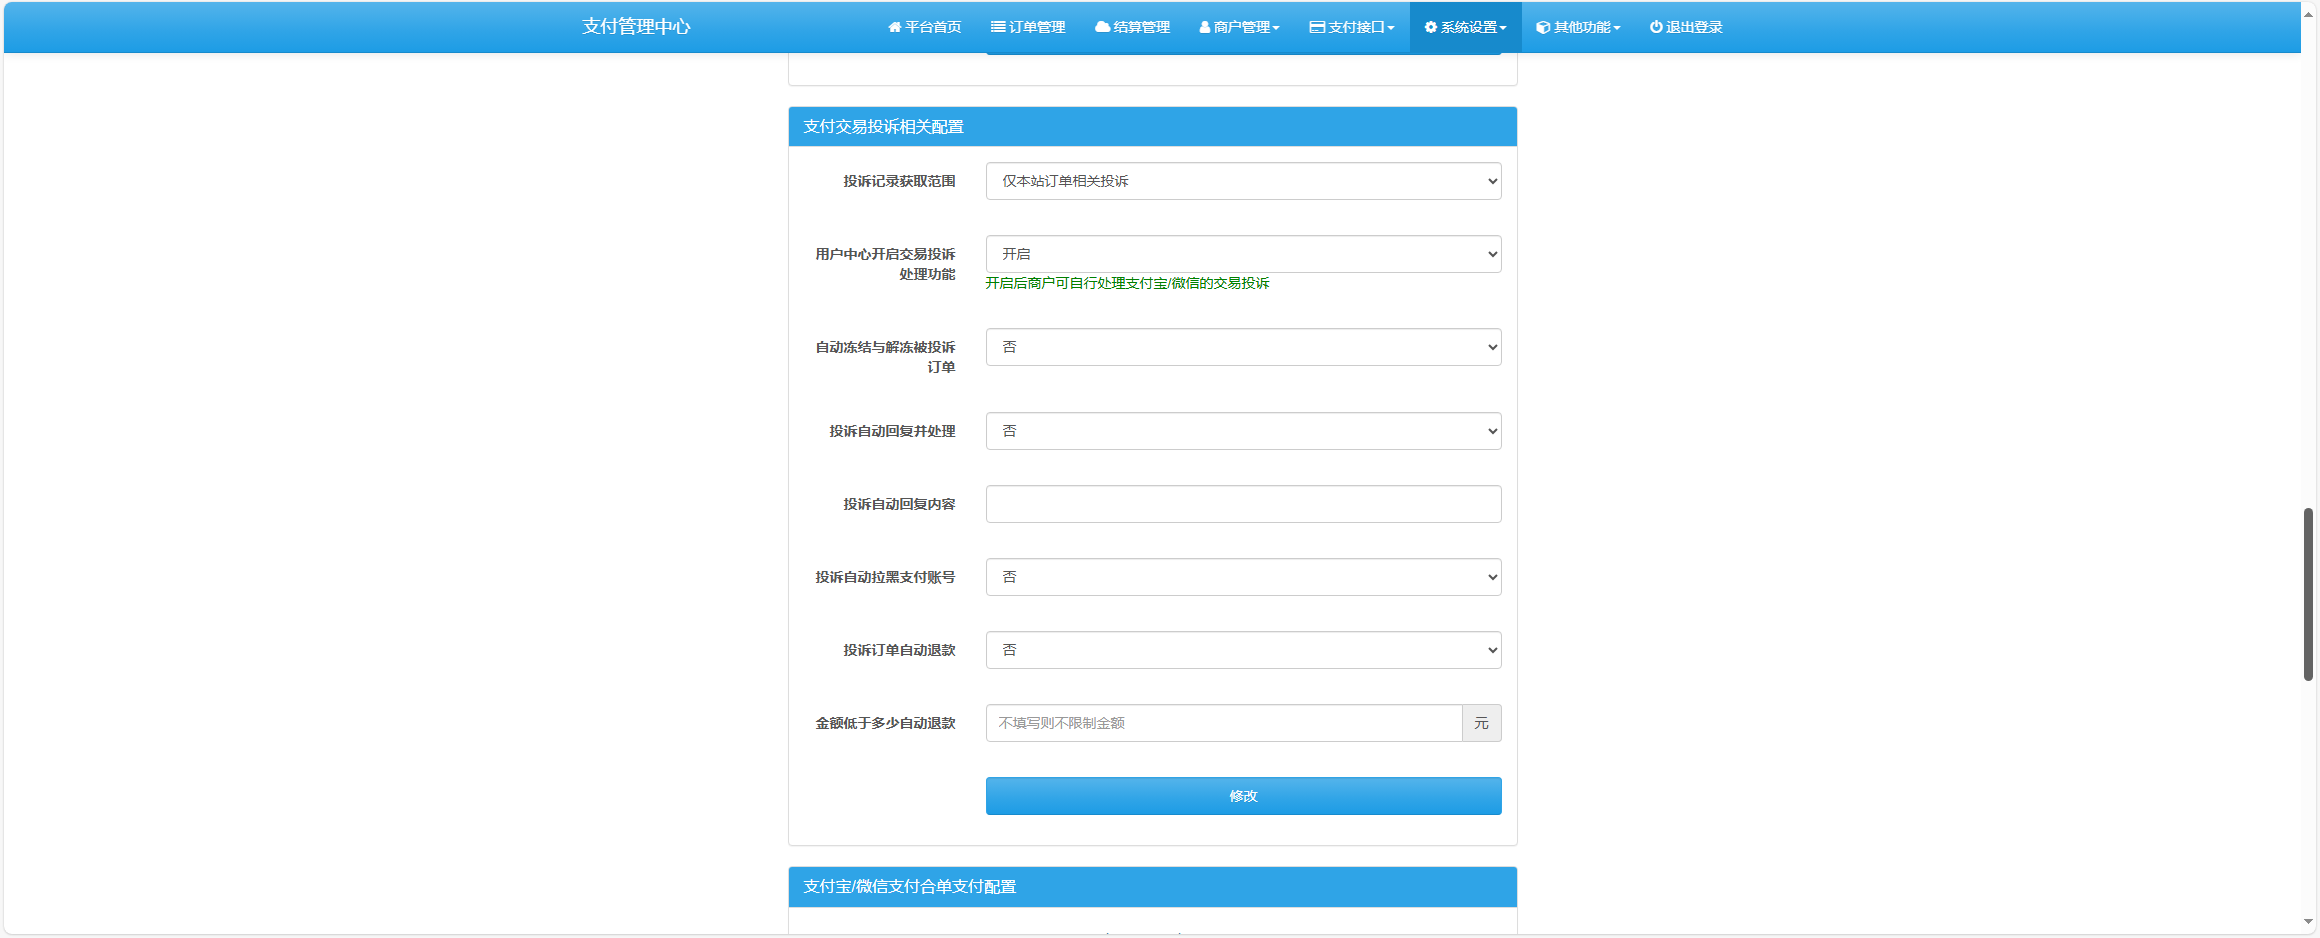 支付管理中心
平台首页
订单管理
结算管理
商户管理
支付接口
系统设置
其他功能
退出登录
支付交易投诉相关配置
投诉记录获取范围
仅本站订单相关投诉
用户中心开启交易投诉
处理功能
开启
开启后商户可自行处理支付宝/微信的交易投诉
自动冻结与解冻被投诉
订单
否
投诉自动回复并处理
否
投诉自动回复内容
投诉自动拉黑支付账号
否
投诉订单自动退款
否
金额低于多少自动退款
不填写则不限制金额
元
修改
支付宝/微信支付合单支付配置